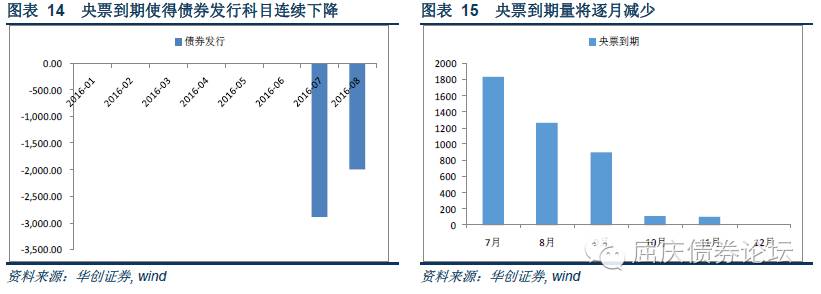 图表 14 央票到期使得债券发行科目连续下降
债券发行
0.00
-500.00
-1,000.00
-1,500.00
-2,000.00
-2,500.00
-3,000.00
-3,500.00
2016-01
2016-02
2016-03
2016-04
2016-05
2016-06
2016-07
2016-08
资料来源：华创证券, wind
图表 15 央票到期量将逐月减少
央票到期
2000
1800
1600
1400
1200
1000
800
600
400
200
0
7月
8月
9月
10月
11月
12月
屈庆债券论坛
资料来源：华创证券, wind